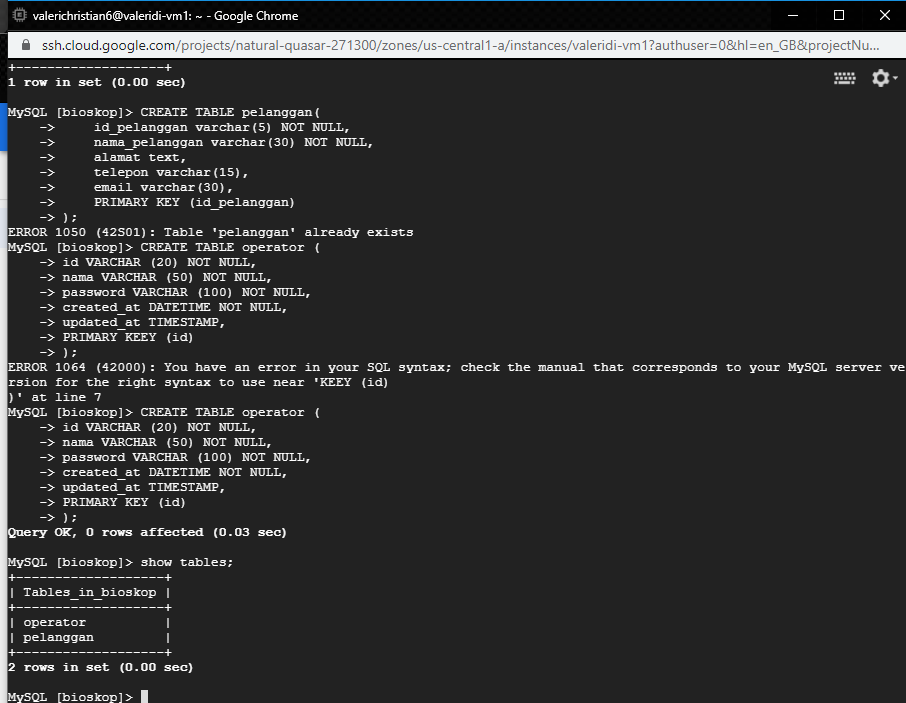 valerichristian6@valeridi-vm1: ~ - Google Chrome
ssh.cloud.google.com/projects/natural-quasar-271300/zones/us-central1-a/instances/valeridi-vm1?authuser=0&hl=en_GB&projectNu...
+-------------------+
1 row in set (0.00 sec)
MySQL [bioskop]> CREATE TABLE pelanggan(
    ->     id_pelanggan varchar(5) NOT NULL,
    ->     nama_pelanggan varchar(30) NOT NULL,
    ->     alamat text,
    ->     telepon varchar(15),
    ->     email varchar(30),
    ->     PRIMARY KEY (id_pelanggan)
    -> );
ERROR 1050 (42S01): Table 'pelanggan' already exists
MySQL [bioskop]> CREATE TABLE operator (
    -> id VARCHAR (20) NOT NULL,
    -> nama VARCHAR (50) NOT NULL,
    -> password VARCHAR (100) NOT NULL,
    -> created_at DATETIME NOT NULL,
    -> updated_at TIMESTAMP,
    -> PRIMARY KEEY (id)
    -> );
ERROR 1064 (42000): You have an error in your SQL syntax; check the manual that corresponds to your MySQL server ve
rsion for the right syntax to use near 'KEEY (id)
)' at line 7
MySQL [bioskop]> CREATE TABLE operator (
    -> id VARCHAR (20) NOT NULL,
    -> nama VARCHAR (50) NOT NULL,
    -> password VARCHAR (100) NOT NULL,
    -> created_at DATETIME NOT NULL,
    -> updated_at TIMESTAMP,
    -> PRIMARY KEY (id)
    -> );
Query OK, 0 rows affected (0.03 sec)
MySQL [bioskop]> show tables;
+-------------------+
| Tables_in_bioskop |
+-------------------+
| operator          |
| pelanggan         |
+-------------------+
2 rows in set (0.00 sec)
MySQL [bioskop]>